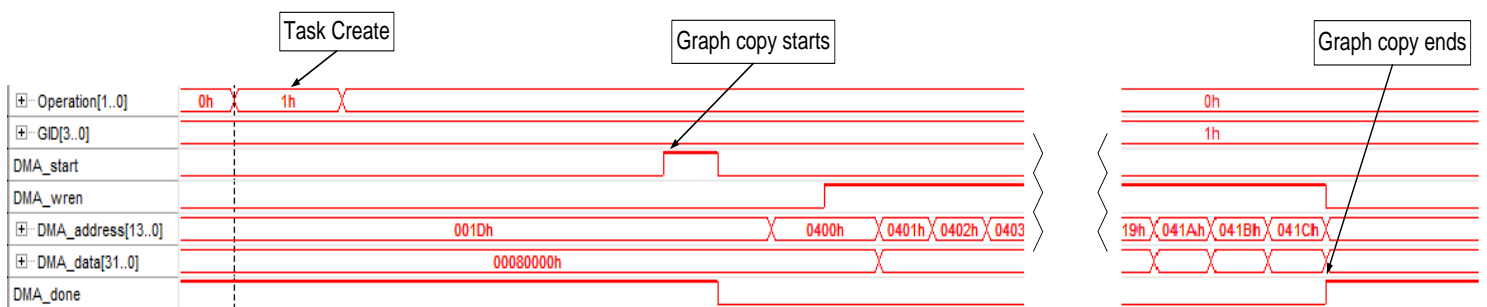 Task Create
Graph copy starts
Graph copy ends
Operation[1..0] 0h 1h 0h
GID[3..0] 1h
DMA_start
DMA_wren
DMA_address[13..0] 001Dh 0400h 0401h 0402h 0403 19h 041Ah 041Bh 041Ch
DMA_data[31..0] 00080000h
DMA_done